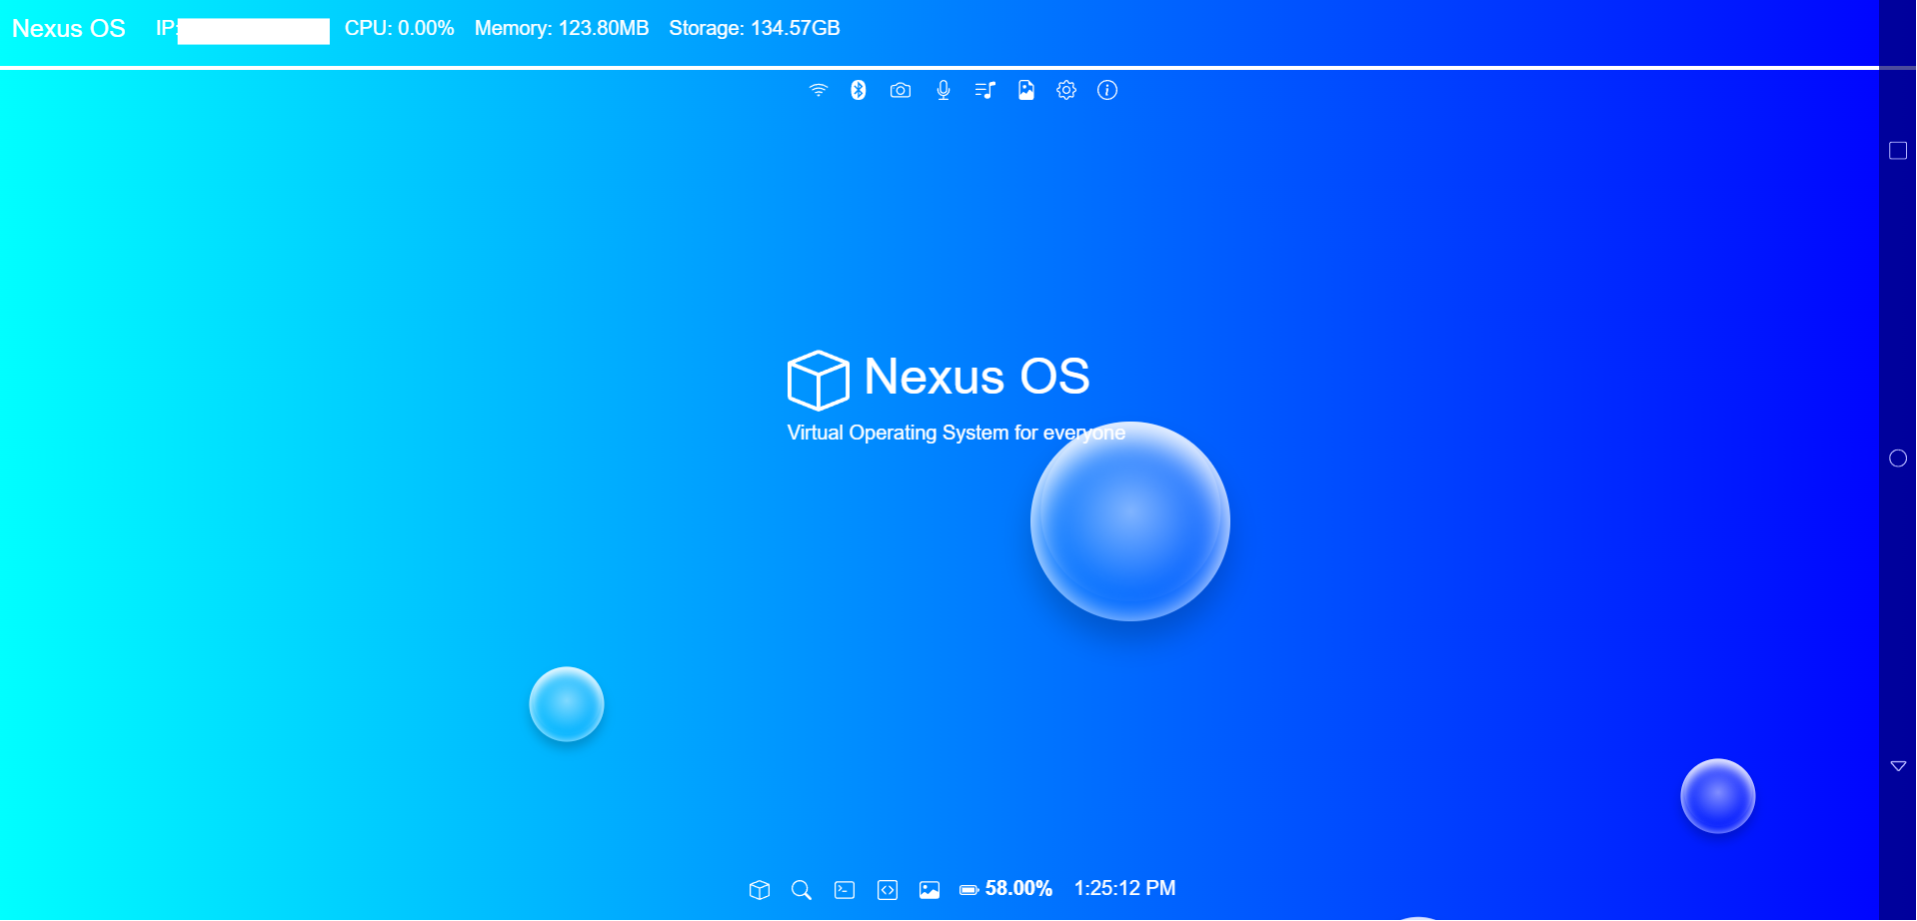 Nexus OS IP: CPU: 0.00% Memory: 123.80MB Storage: 134.57GB
Nexus OS
Virtual Operating System for everyone
58.00% 1:25:12 PM